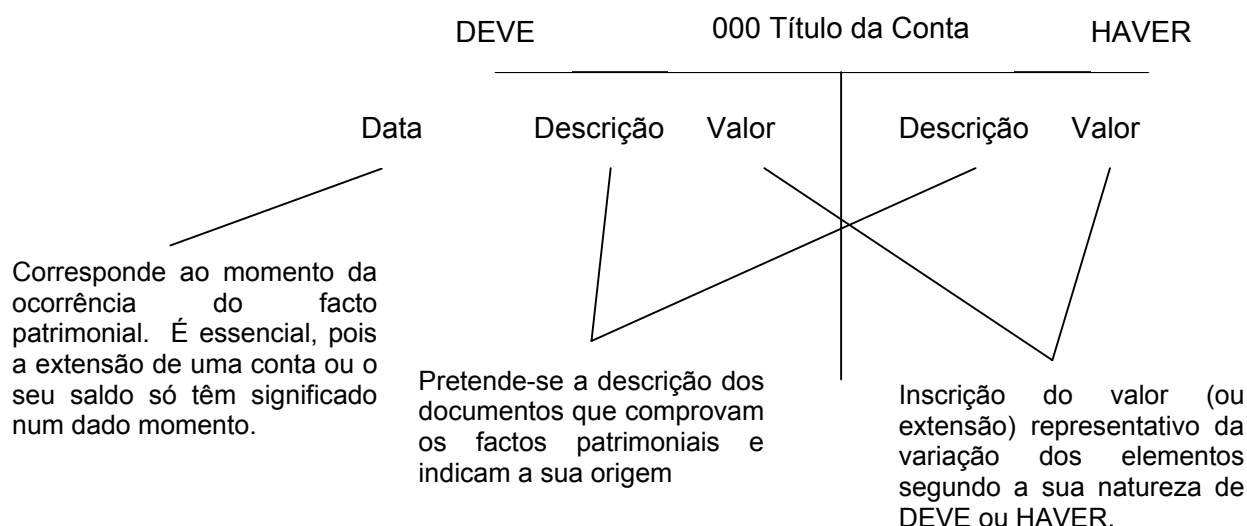 DEVE 000 Título da Conta HAVER
Data Descrição Valor Descrição Valor
Corresponde ao momento da
ocorrência do facto
patrimonial. É essencial, pois
a extensão de uma conta ou o
seu saldo só têm significado
num dado momento.
Pretende-se a descrição dos
documentos que comprovam
os factos patrimoniais e
indicam a sua origem
Inscrição do valor (ou
extensão) representativo da
variação dos elementos
segundo a sua natureza de
DEVE ou HAVER.